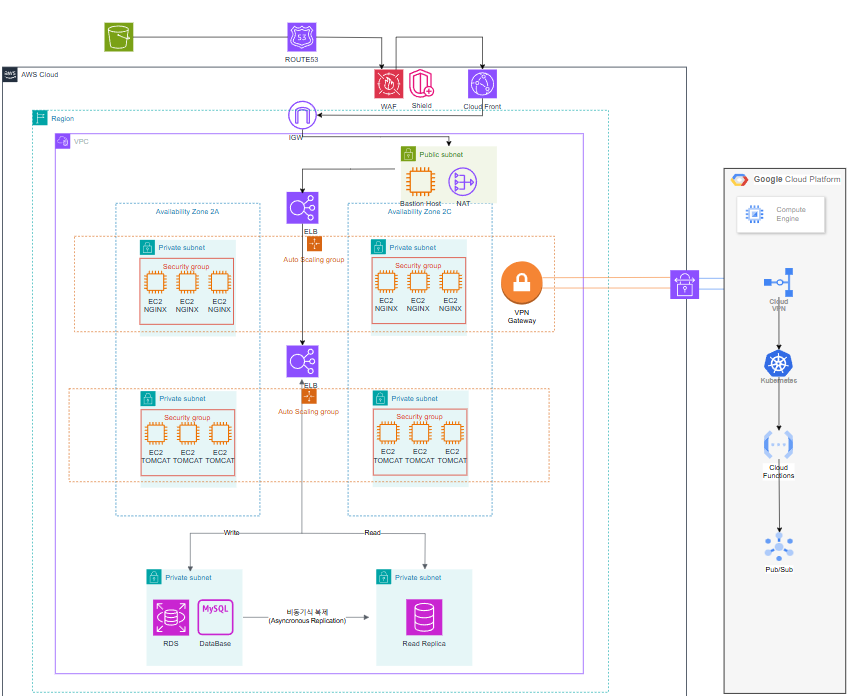 53
ROUTE53
aws
AWS Cloud
WAF
Shield
Cloud Front
Region
IGW
VPC
Public subnet
Bastion Host
NAT
Google Cloud Platform
Compute
Engine
Availability Zone 2A
Availability Zone 2C
ELB
Auto Scaling group
Private subnet
Security group
EC2
NGINX
EC2
NGINX
EC2
NGINX
Private subnet
Security group
EC2
NGINX
EC2
NGINX
EC2
NGINX
VPN
Gateway
Cloud
VPN
ELB
Auto Scaling group
Kubernetes
Private subnet
Security group
EC2
TOMCAT
EC2
TOMCAT
EC2
TOMCAT
Private subnet
Security group
EC2
TOMCAT
EC2
TOMCAT
EC2
TOMCAT
Cloud
Functions
Write
Read
Pub/Sub
Private subnet
MySQL
RDS
DataBase
비동기식 복제
(Asyncronous Replication)
Private subnet
Read Replica